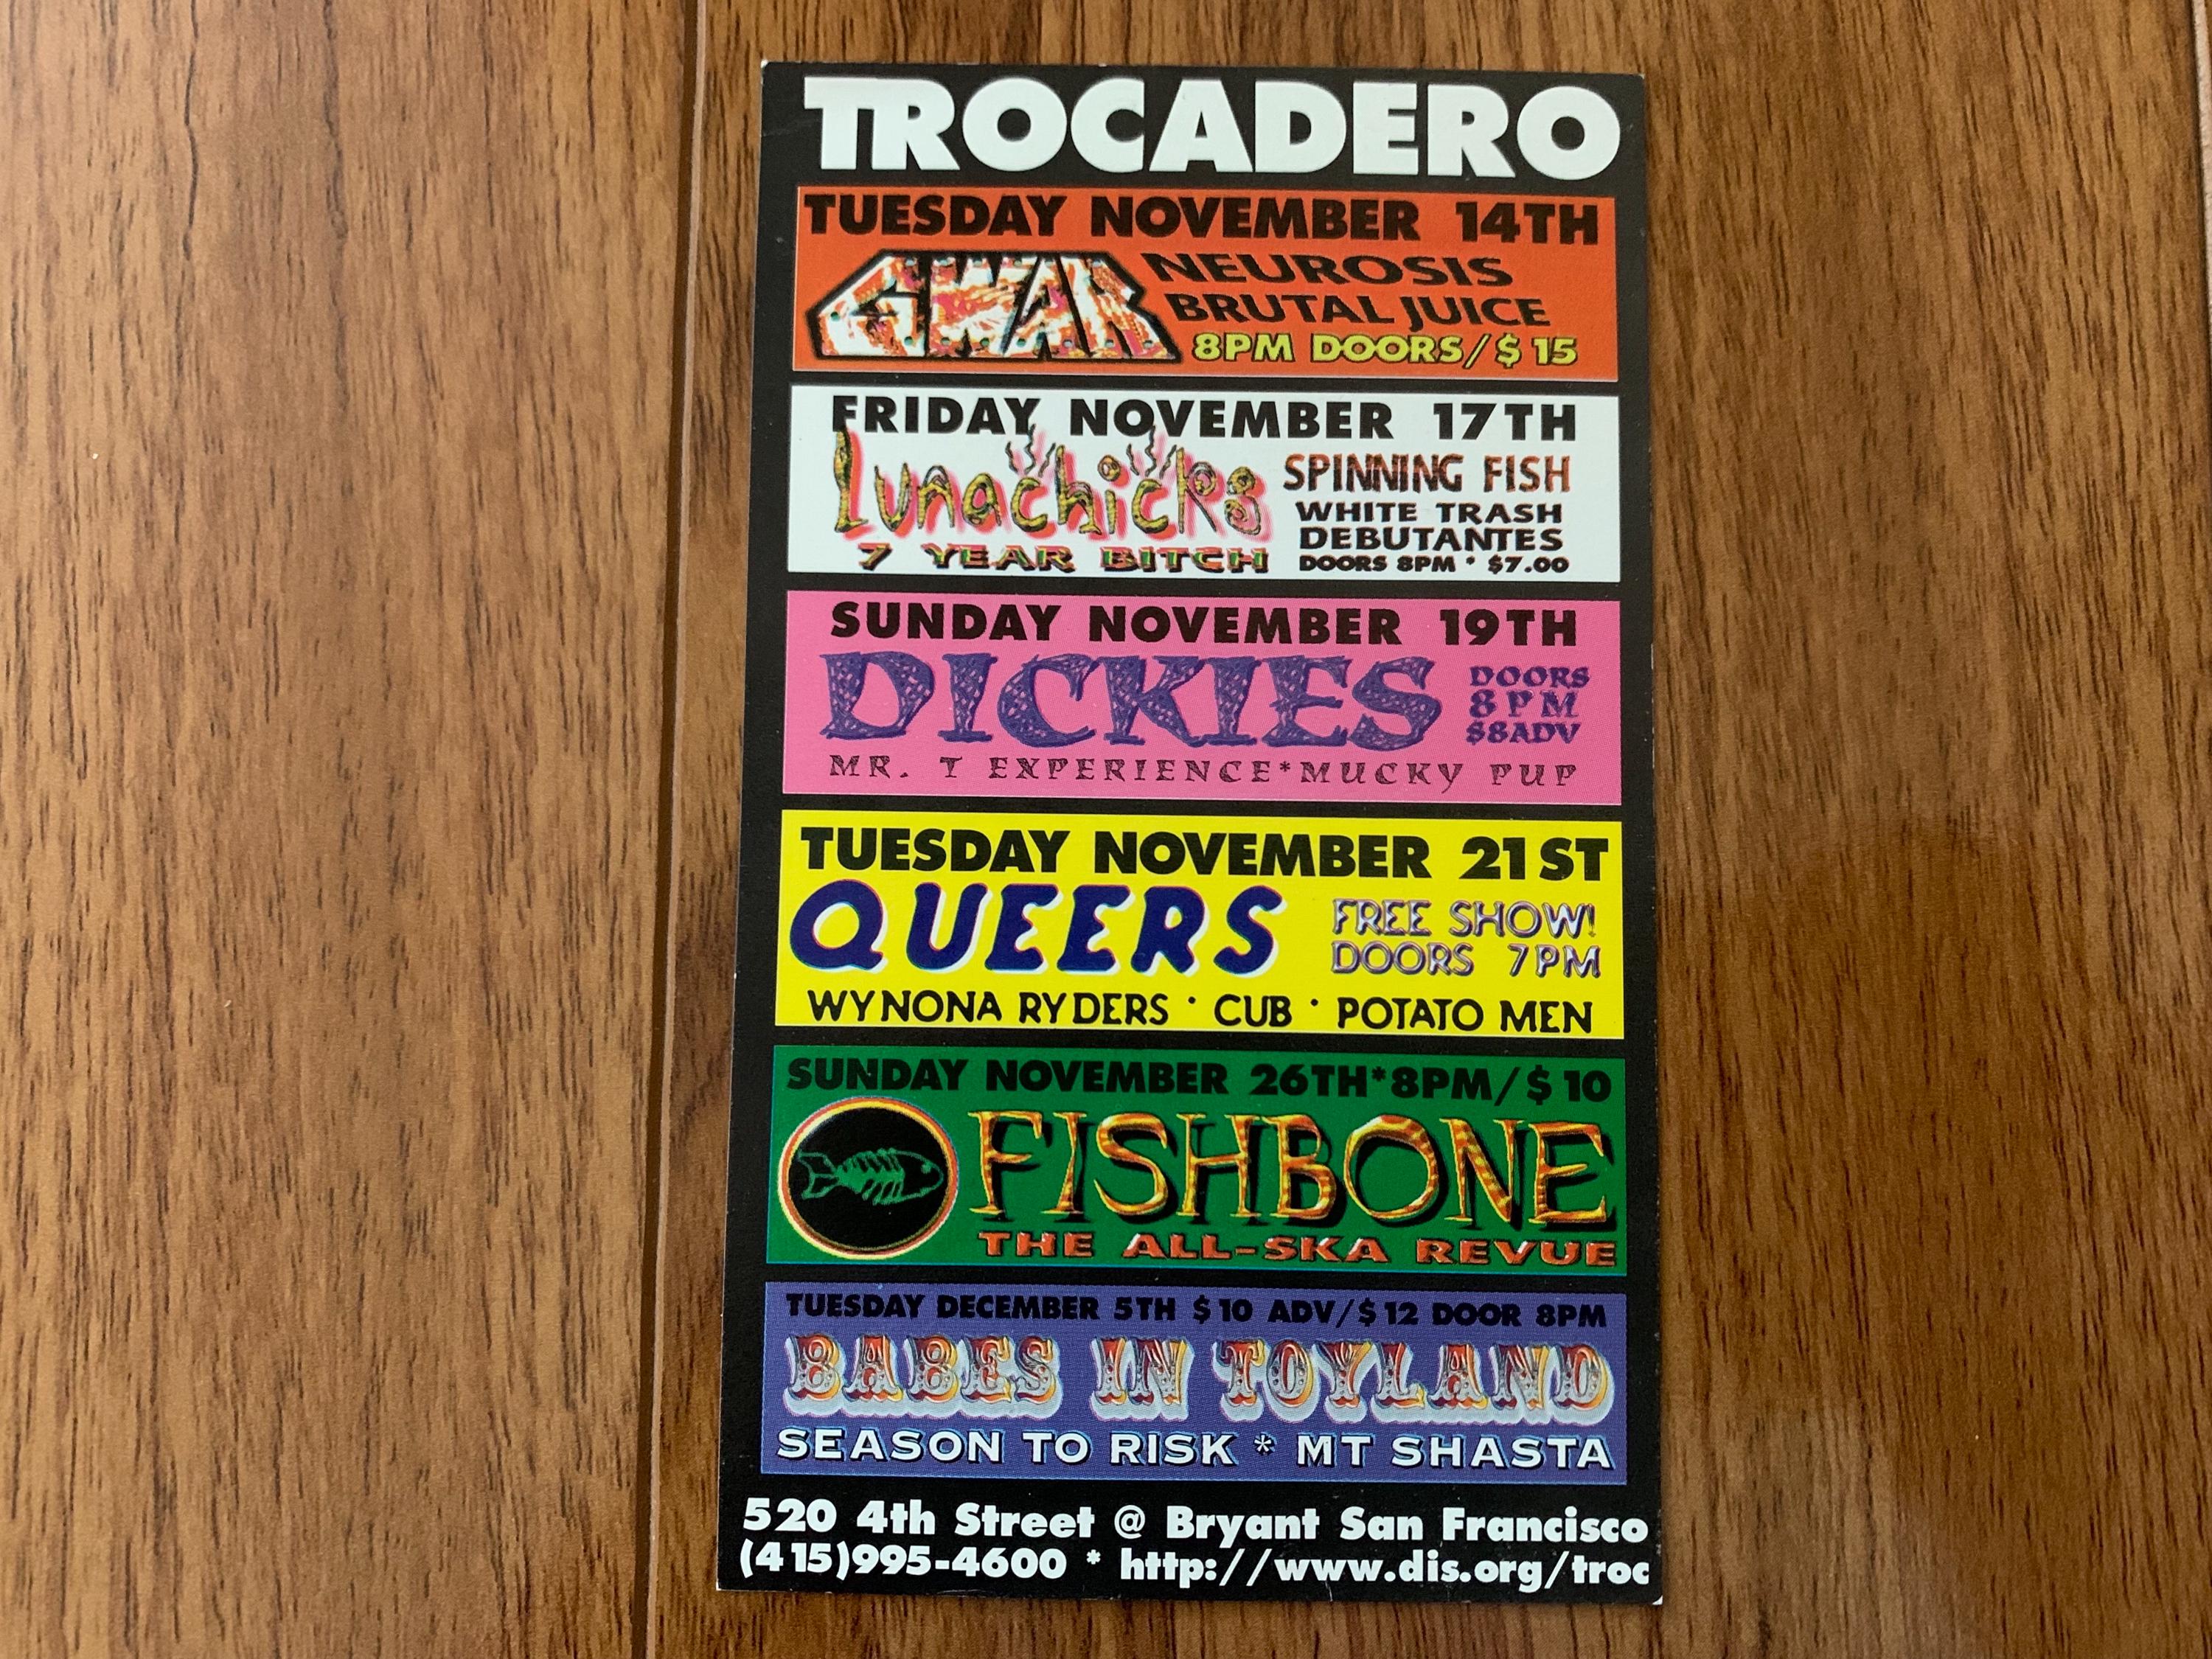 TROCADERO
TUESDAY NOVEMBER 14TH
GWAR
NEUROSIS
BRUTAL JUICE
8PM DOORS/$15
FRIDAY NOVEMBER 17TH
lunachicks
7 YEAR BITCH
SPINNING FISH
WHITE TRASH
DEBUTANTES
DOORS 8PM * $7.00
SUNDAY NOVEMBER 19TH
DICKIES
DOORS
8PM
$8ADV
MR. T EXPERIENCE*MUCKY PUP
TUESDAY NOVEMBER 21ST
QUEERS
FREE SHOW!
DOORS 7PM
WYNONA RYDERS · CUB · POTATO MEN
SUNDAY NOVEMBER 26TH*8PM/$10
FISHBONE
THE ALL-SKA REVUE
TUESDAY DECEMBER 5TH $10 ADV/$12 DOOR 8PM
BABES IN TOYLAND
SEASON TO RISK * MT SHASTA
520 4th Street @ Bryant San Francisco
(415)995-4600 * http://www.dis.org/troc